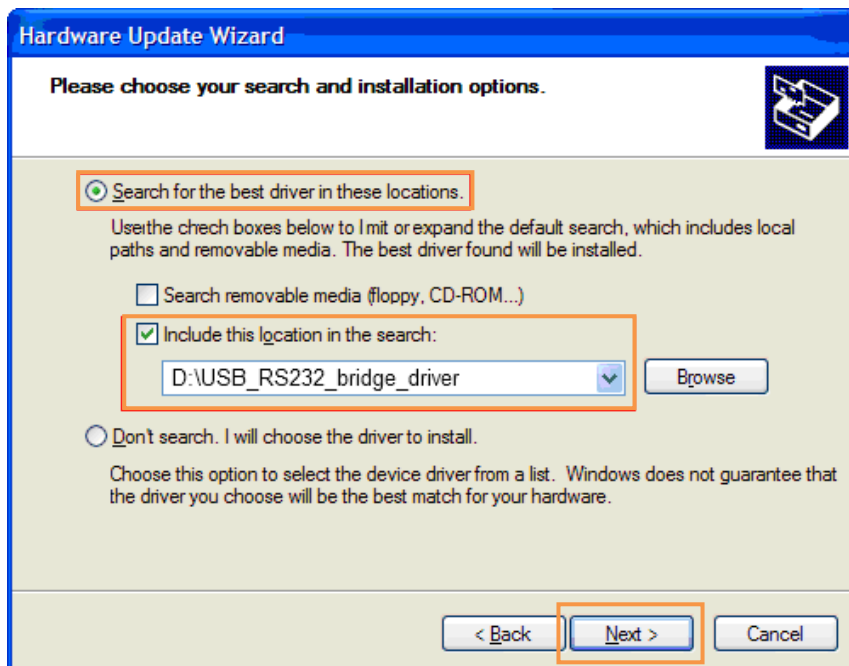 Hardware Update Wizard
Please choose your search and installation options.
Search for the best driver in these locations.
Use the chrech boxes below to lmit or expand the default search, which includes local
paths and removable media. The best driver found will be installed.
Search removable media (floppy, CD-ROM...)
Include this location in the search:
D:\USB_RS232_bridge_driver
Browse
Don't search. I will choose the driver to install.
Choose this option to select the device driver from a list. Windows does not guarantee that
the driver you choose will be the best match for your hardware.
< Back
Next >
Cancel